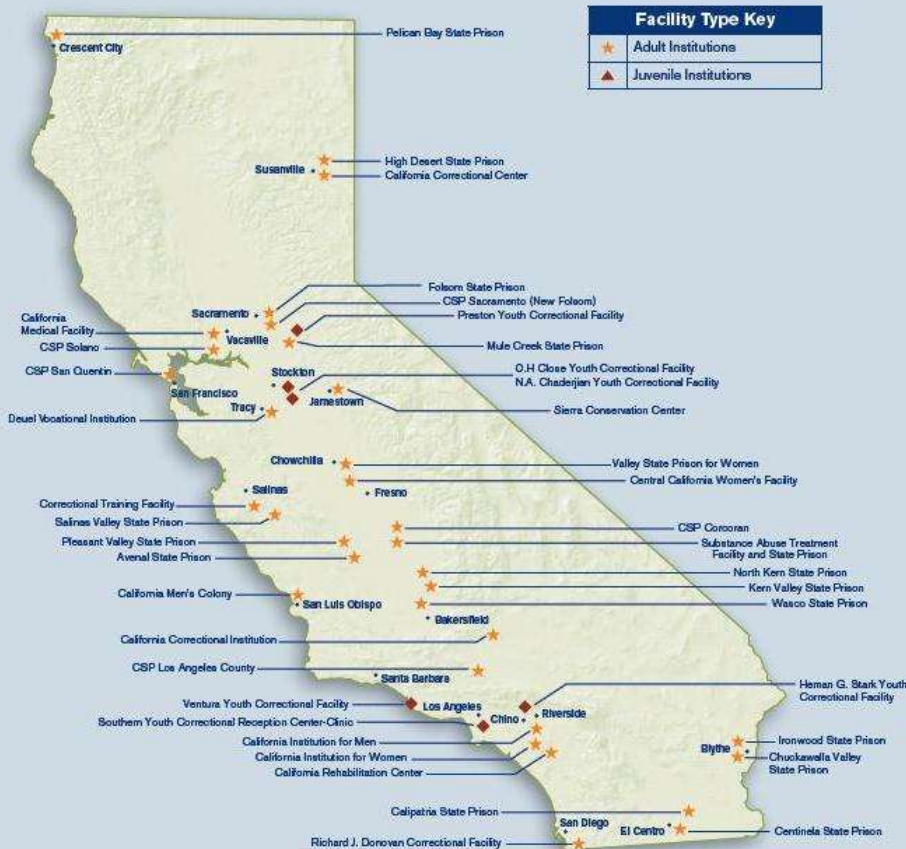 Facility Type Key
Adult Institutions
Juvenile Institutions
Pelican Bay State Prison
Crescent City
High Desert State Prison
Susanville
California Correctional Center
Folsom State Prison
CSP Sacramento (New Folsom)
Sacramento
Preston Youth Correctional Facility
California
Medical Facility
Vacaville
Mule Creek State Prison
CSP Solano
O.H Close Youth Correctional Facility
N.A. Chaderjian Youth Correctional Facility
Stockton
CSP San Quentin
San Francisco
Jamestown
Sierra Conservation Center
Tracy
Deuel Vocational Institution
Chowchilla
Valley State Prison for Women
Central California Women's Facility
Salinas
Fresno
Correctional Training Facility
Salinas Valley State Prison
CSP Corcoran
Pleasant Valley State Prison
Substance Abuse Treatment
Facility and State Prison
Avenal State Prison
North Kern State Prison
Kern Valley State Prison
California Men's Colony
San Luis Obispo
Wasco State Prison
Bakersfield
California Correctional Institution
CSP Los Angeles County
Santa Barbara
Heman G. Stark Youth
Correctional Facility
Ventura Youth Correctional Facility
Los Angeles
Riverside
Chino
Southern Youth Correctional Reception Center-Clinic
California Institution for Men
California Institution for Women
California Rehabilitation Center
Ironwood State Prison
Blythe
Chuckawalla Valley
State Prison
Calipatria State Prison
San Diego
El Centro
Centinela State Prison
Richard J. Donovan Correctional Facility